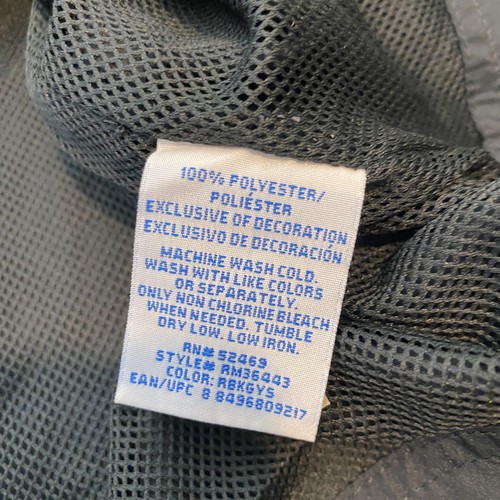 100% POLYESTER/
POLIÉSTER
EXCLUSIVE OF DECORATION
EXCLUSIVO DE DECORACIÓN
MACHINE WASH COLD.
WASH WITH LIKE COLORS
OR SEPARATELY.
ONLY NON CHLORINE BLEACH
WHEN NEEDED. TUMBLE
DRY LOW. LOW IRON.
RN# 52469
STYLE# RM36443
COLOR: RBKGYS
EAN/UPC 8 8496809217